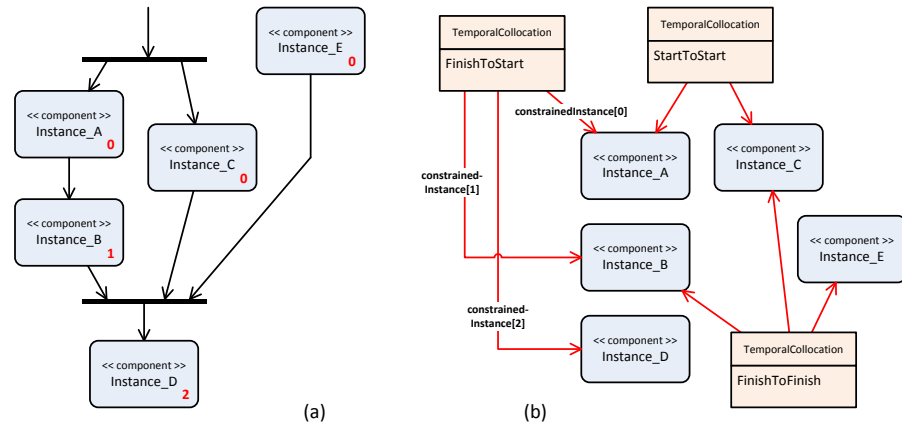 << component >>
Instance_E
0
<< component >>
Instance_A
0
<< component >>
Instance_C
0
<< component >>
Instance_B
1
<< component >>
Instance_D
2
(a)
TemporalCollocation
FinishToStart
TemporalCollocation
StartToStart
constrainedInstance[0]
<< component >>
Instance_A
<< component >>
Instance_C
constrained-
Instance[1]
<< component >>
Instance_B
<< component >>
Instance_E
constrained-
Instance[2]
<< component >>
Instance_D
TemporalCollocation
FinishToFinish
(b)